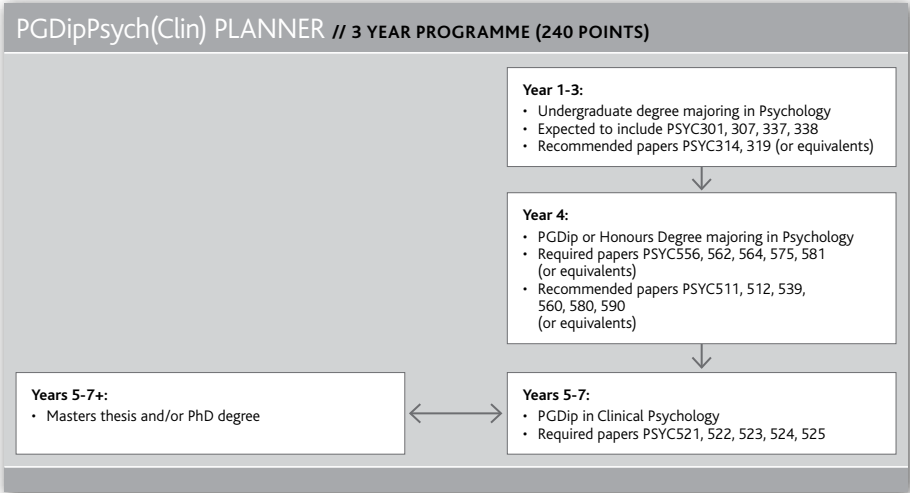 PGDipPsych(Clin) PLANNER // 3 YEAR PROGRAMME (240 POINTS)
Year 1-3:
• Undergraduate degree majoring in Psychology
• Expected to include PSYC301, 307, 337, 338
• Recommended papers PSYC314, 319 (or equivalents)
Year 4:
• PGDip or Honours Degree majoring in Psychology
• Required papers PSYC556, 562, 564, 575, 581
(or equivalents)
• Recommended papers PSYC511, 512, 539,
560, 580, 590
(or equivalents)
Years 5-7+:
• Masters thesis and/or PhD degree
Years 5-7:
• PGDip in Clinical Psychology
• Required papers PSYC521, 522, 523, 524, 525